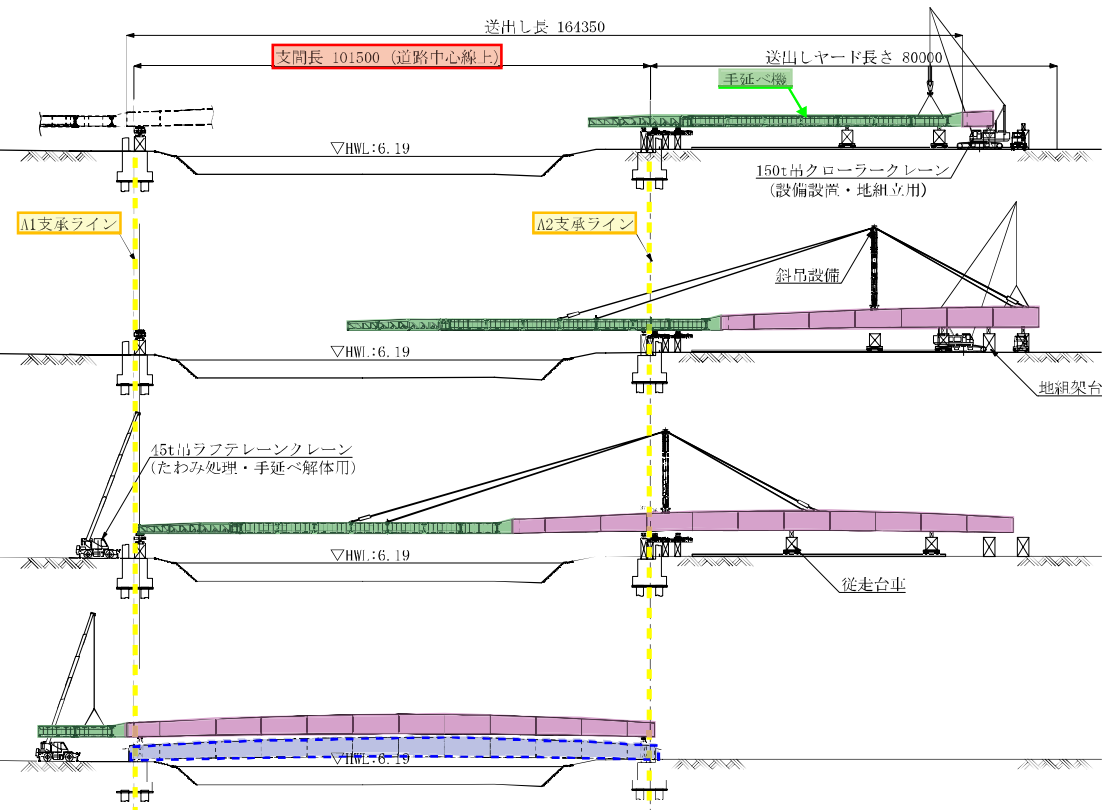 送出し長 164350
支間長 101500 (道路中心線上)
送出しヤード長さ 80000
手延べ機
▽HWL:6.19
150t吊クローラークレーン
(設備設置・地組立用)
A1支承ライン
A2支承ライン
斜吊設備
▽HWL:6.19
地組架台
45t吊ラフテレーンクレーン
(たわみ処理・手延べ解体用)
▽HWL:6.19
従走台車
▽HWL:6.19